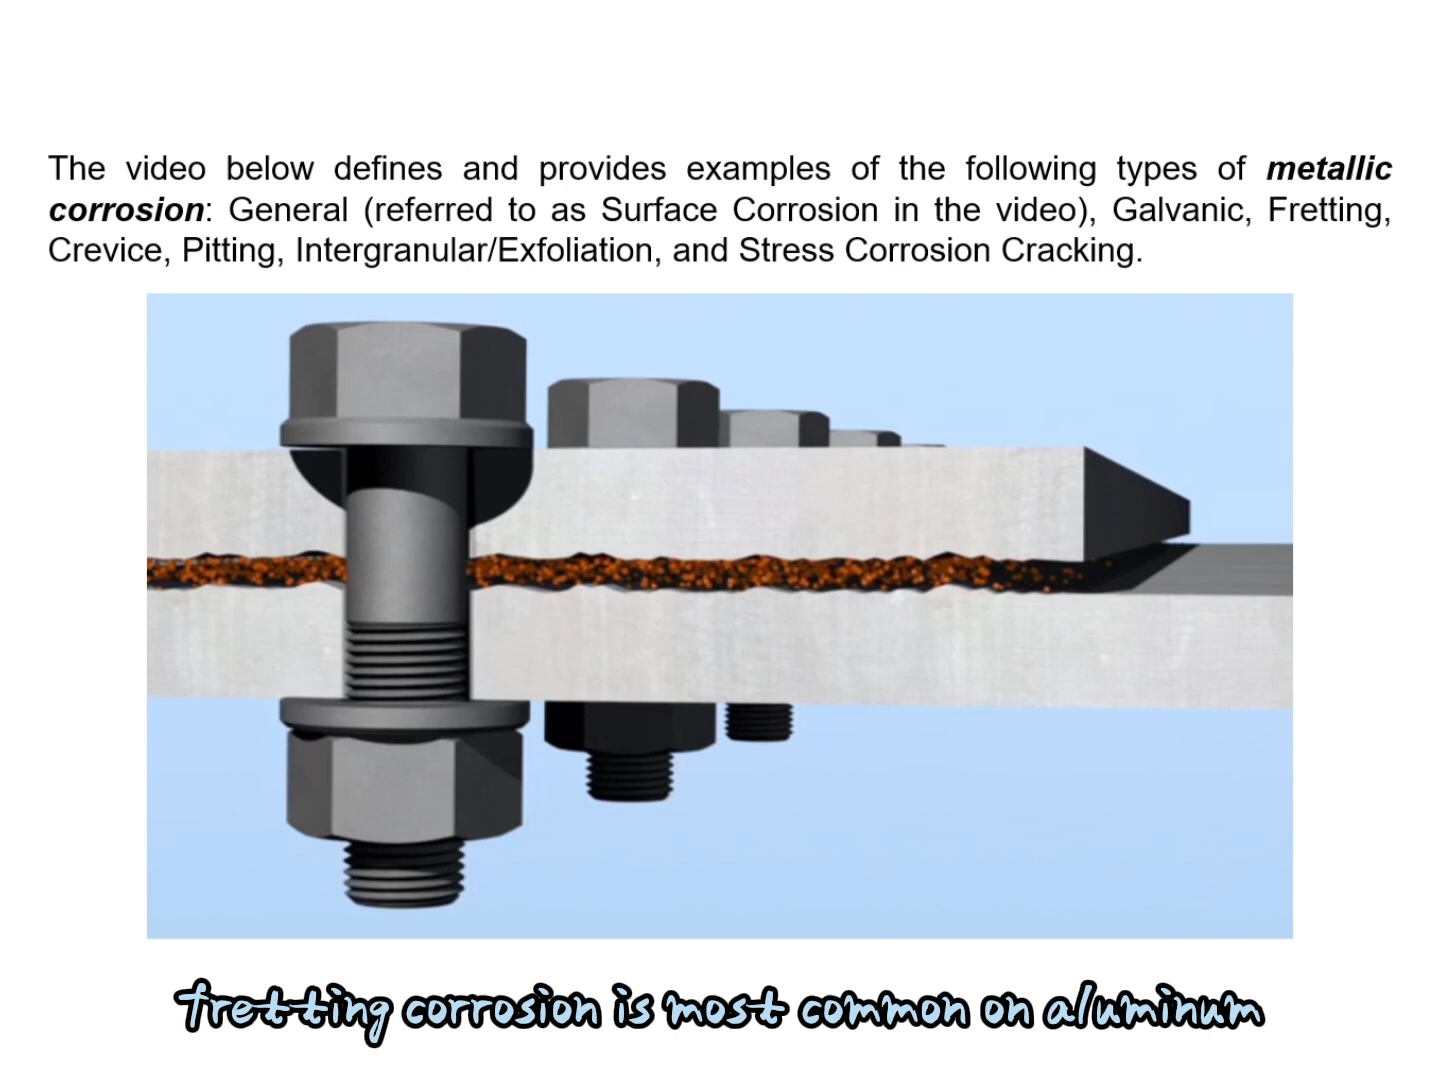 The video below defines and provides examples of the following types of metallic
corrosion: General (referred to as Surface Corrosion in the video), Galvanic, Fretting,
Crevice, Pitting, Intergranular/Exfoliation, and Stress Corrosion Cracking.
fretting corrosion is most common on aluminum